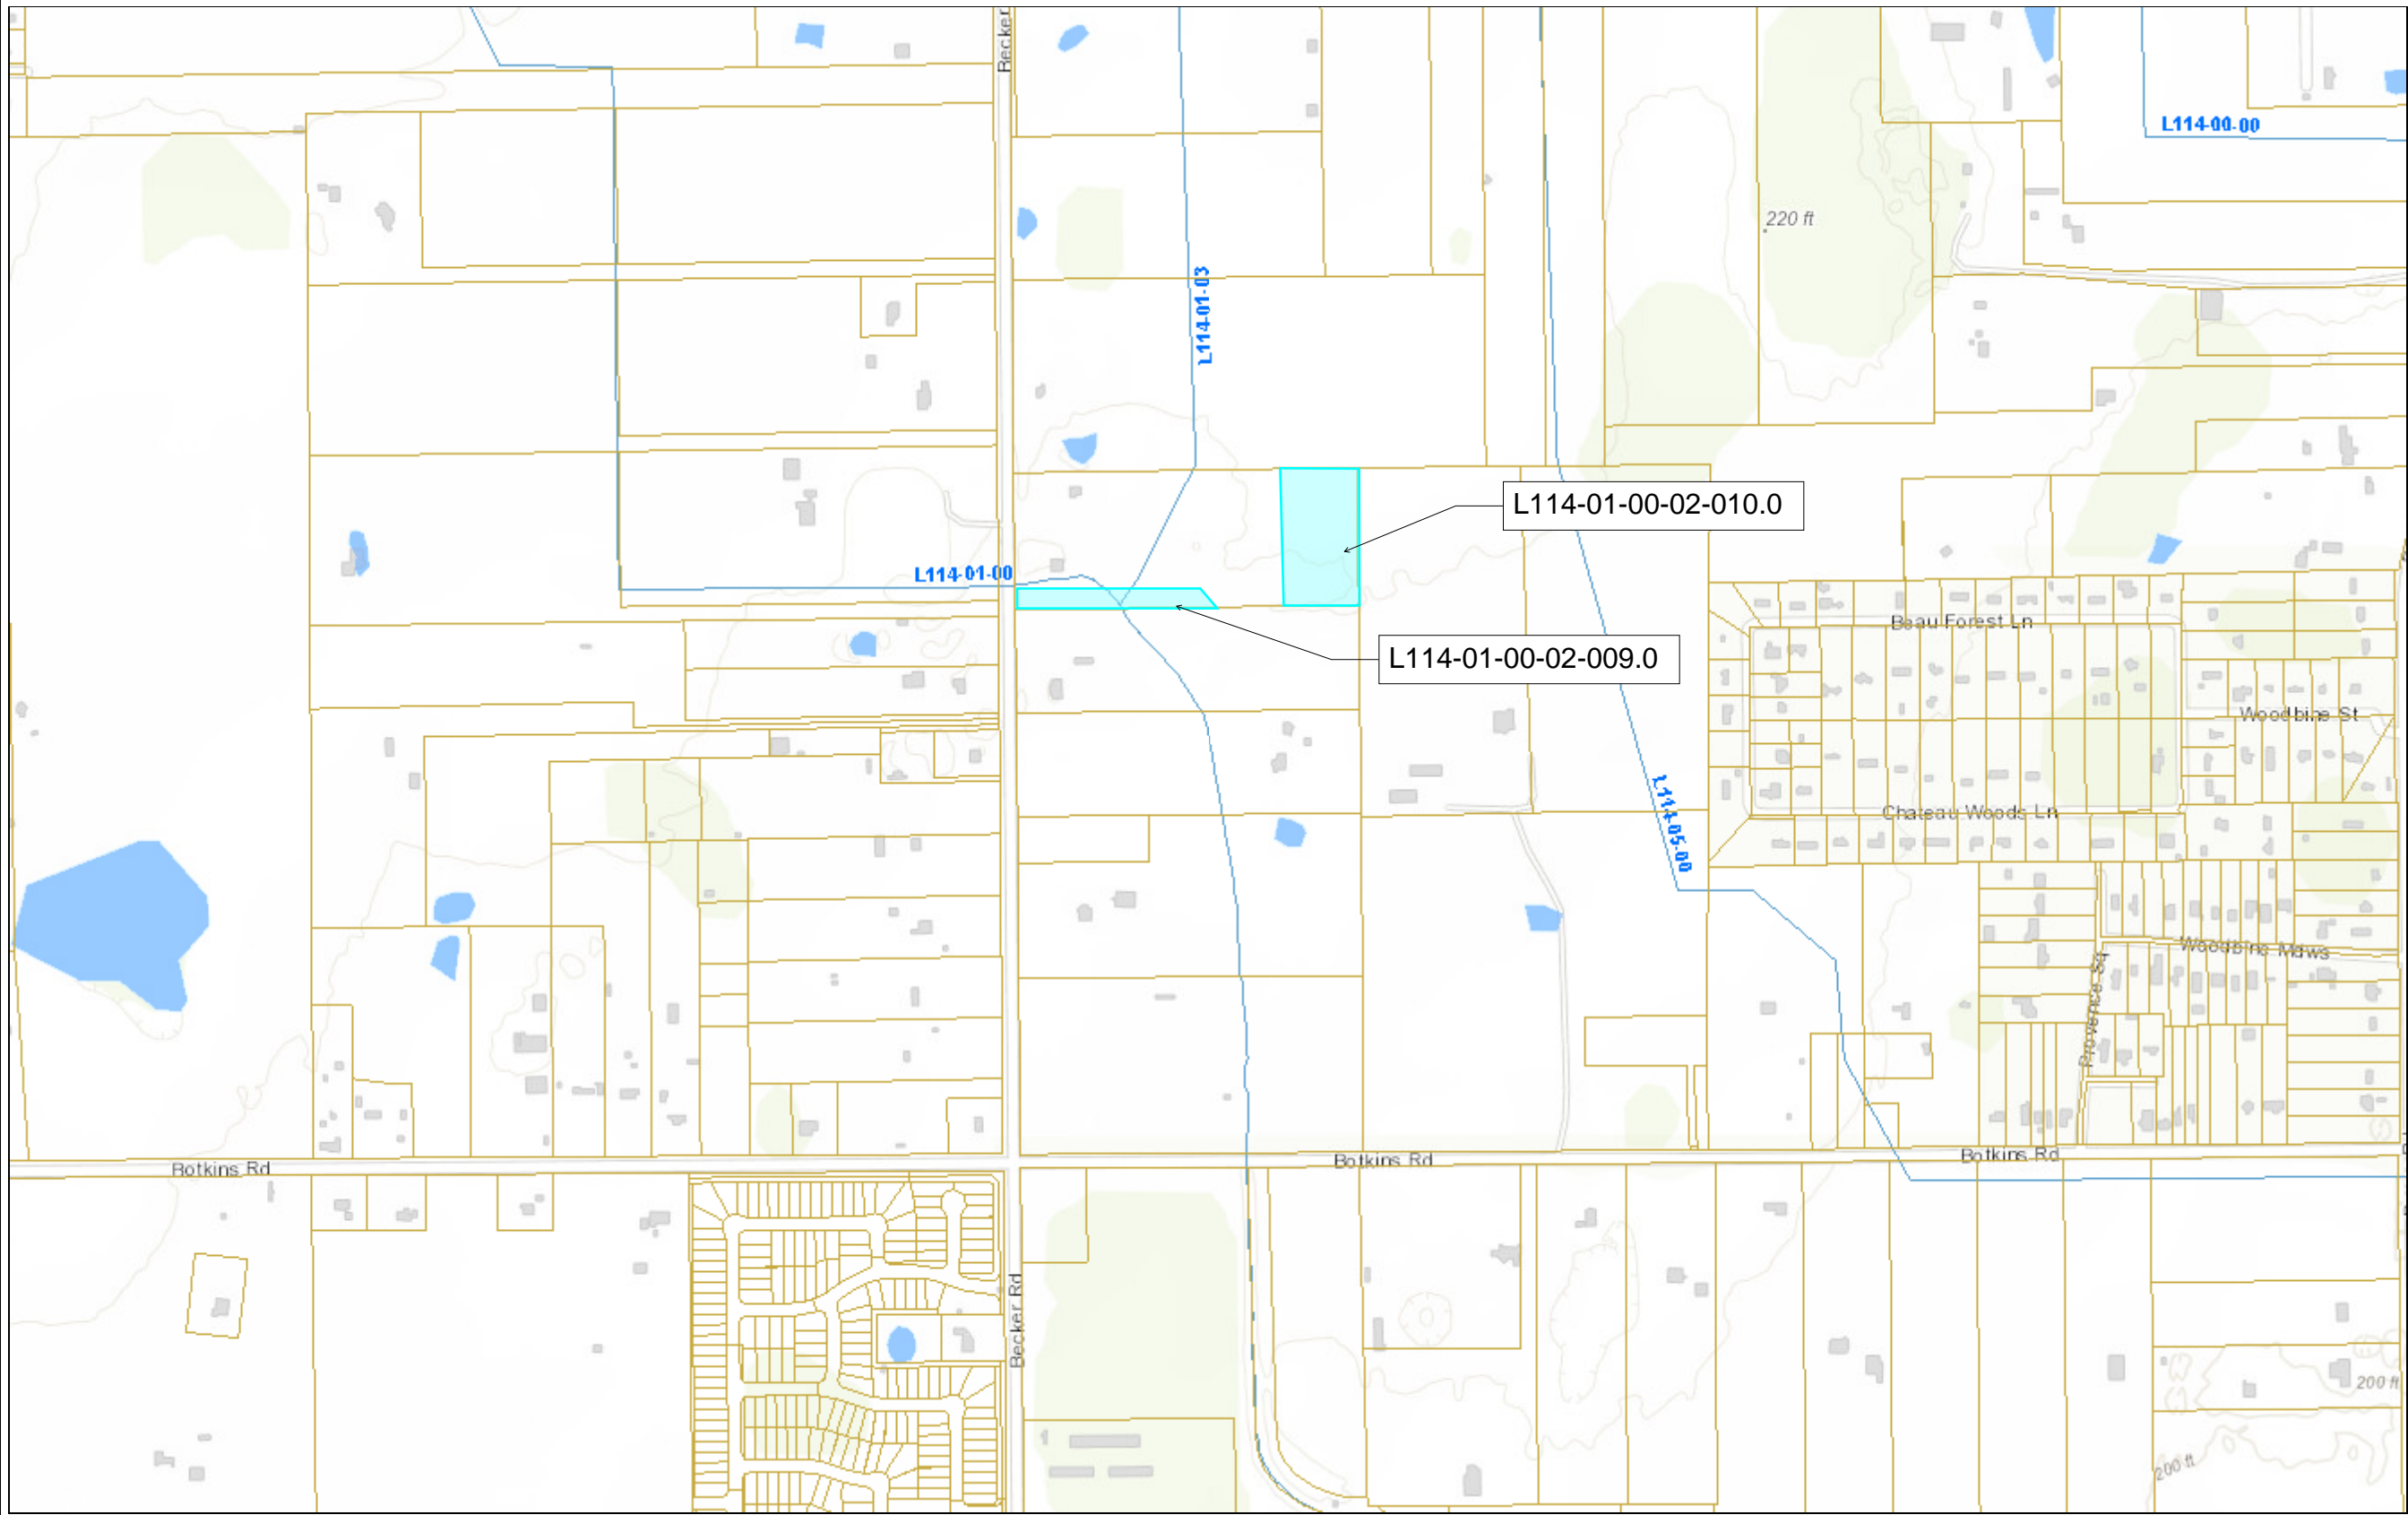 Becker
L114-00-00
220 ft
L114-01-03
L114-01-00-02-010.0
L114-01-00
Beau Forest Ln
L114-01-00-02-009.0
Woodbine St
L114-05-00
Chateau Woods Ln
Woodbine Mdws
Provence Sq
Botkins Rd
Botkins Rd
Botkins Rd
Becker Rd
200 ft
200 ft